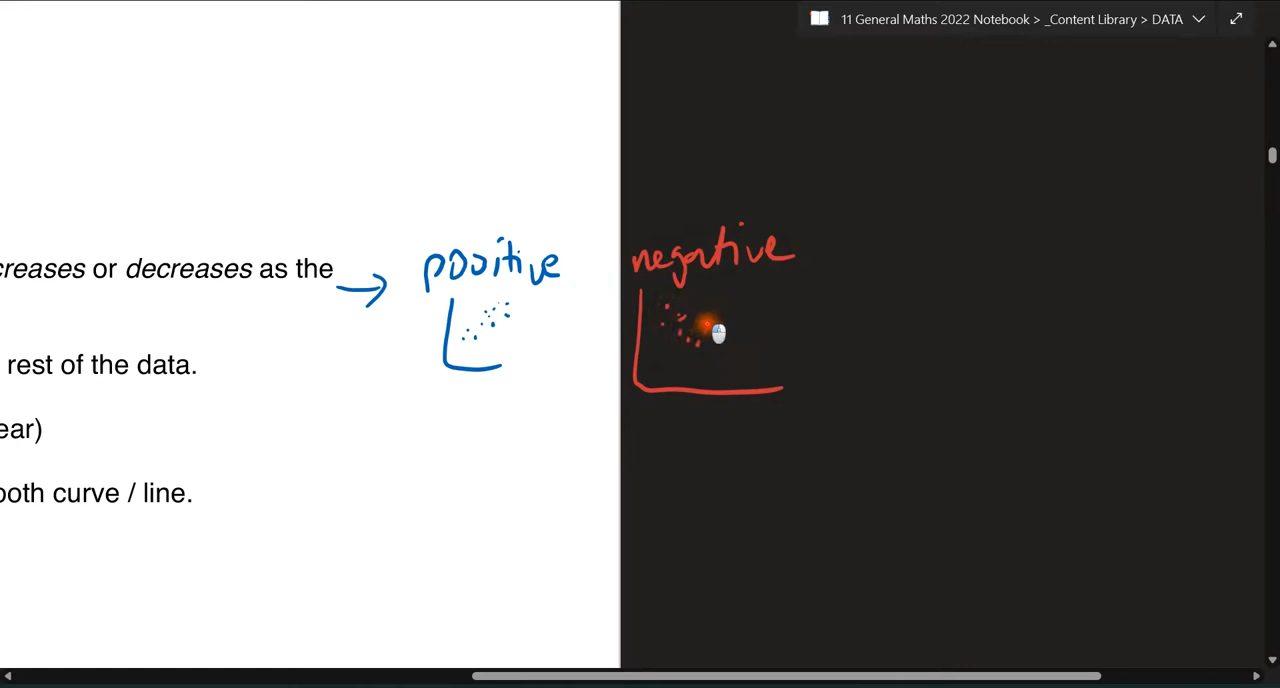 11 General Maths 2022 Notebook > _Content Library > DATA
positive
negative
creases or decreases as the
rest of the data.
ear)
ooth curve / line.